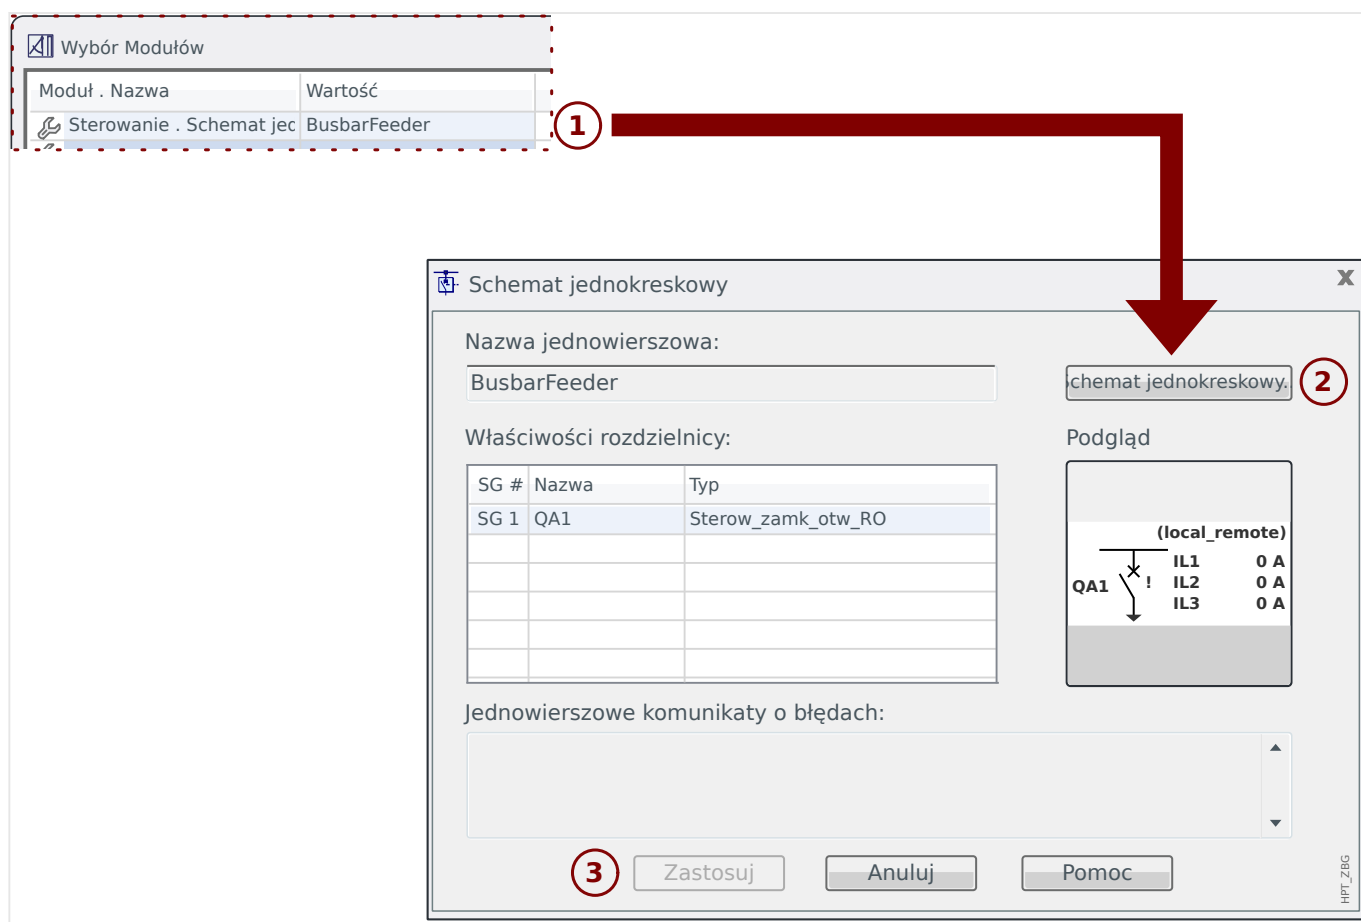 Wybór Modułów
Moduł . Nazwa Wartość
Sterowanie . Schemat jec BusbarFeeder
1
Schemat jednokreskowy x
Nazwa jednowierszowa:
BusbarFeeder
chemat jednokreskowy.. 2
Właściwości rozdzielnicy: Podgląd
SG # Nazwa Typ
SG 1 QA1 Sterow_zamk_otw_RO
(local_remote)
IL1 0 A
QA1 ! IL2 0 A
IL3 0 A
Jednowierszowe komunikaty o błędach:
3 Zastosuj Anuluj Pomoc
HPT_ZBG